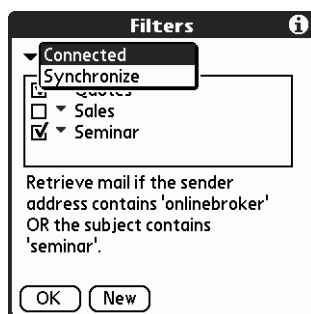 Filters
Connected
Synchronize
Quotes
Sales
Seminar
Retrieve mail if the sender
address contains 'onlinebroker'
OR the subject contains
'seminar'.
OK New